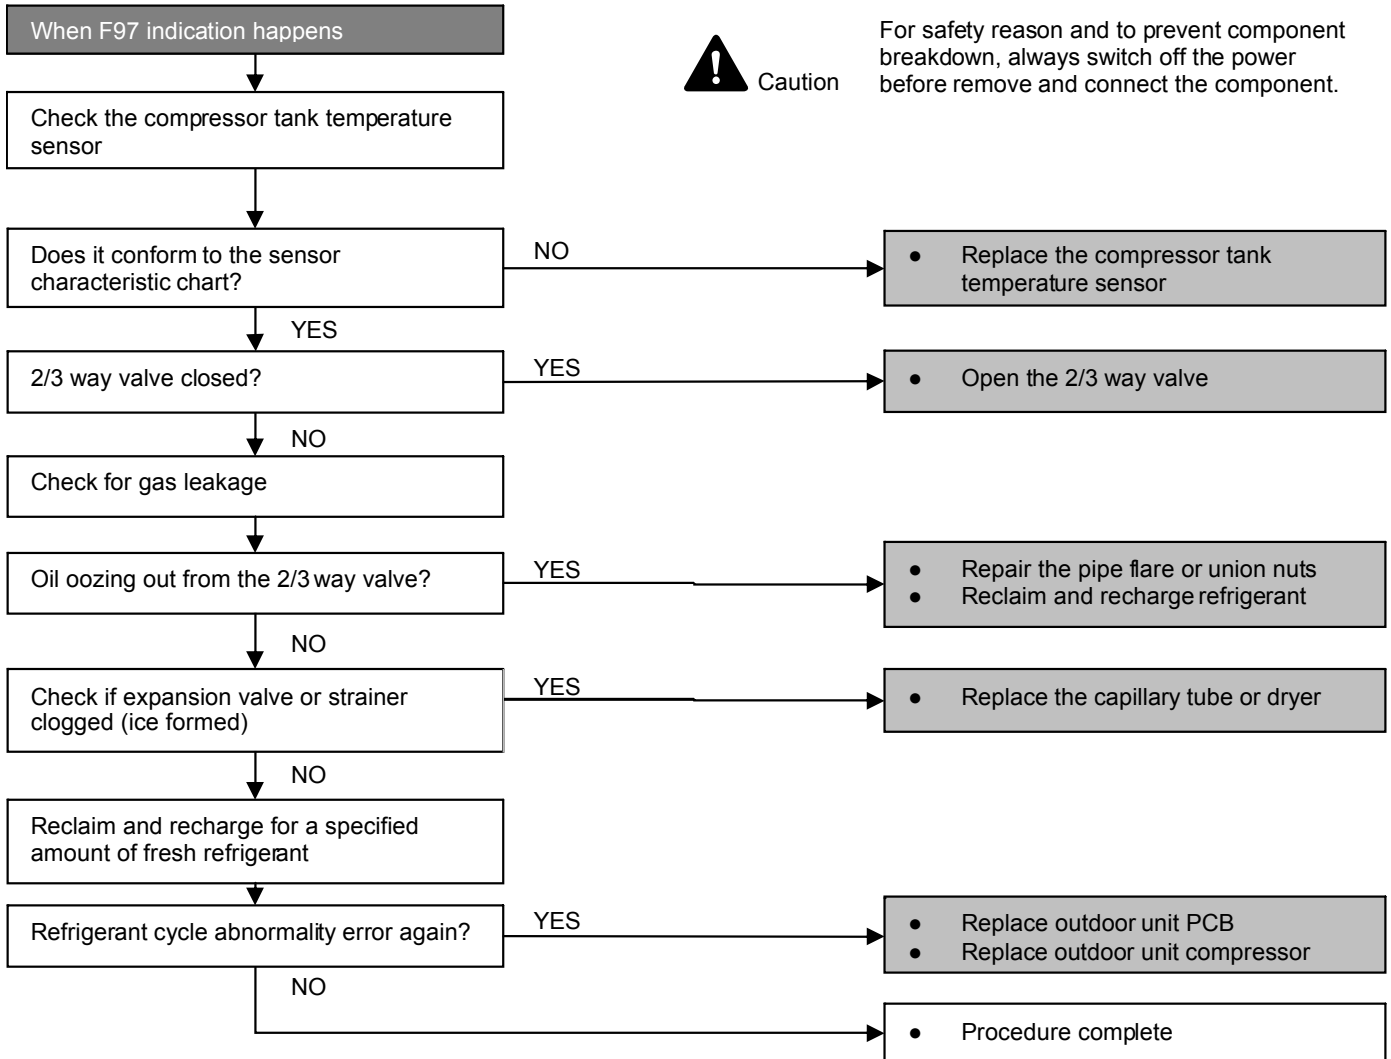 When F97 indication happens
Caution
For safety reason and to prevent component
breakdown, always switch off the power
before remove and connect the component.
Check the compressor tank temperature
sensor
Does it conform to the sensor
characteristic chart?
NO
● Replace the compressor tank
temperature sensor
YES
2/3 way valve closed?
YES
● Open the 2/3 way valve
NO
Check for gas leakage
Oil oozing out from the 2/3 way valve?
YES
● Repair the pipe flare or union nuts
● Reclaim and recharge refrigerant
NO
Check if expansion valve or strainer
clogged (ice formed)
YES
● Replace the capillary tube or dryer
NO
Reclaim and recharge for a specified
amount of fresh refrigerant
Refrigerant cycle abnormality error again?
YES
● Replace outdoor unit PCB
● Replace outdoor unit compressor
NO
● Procedure complete